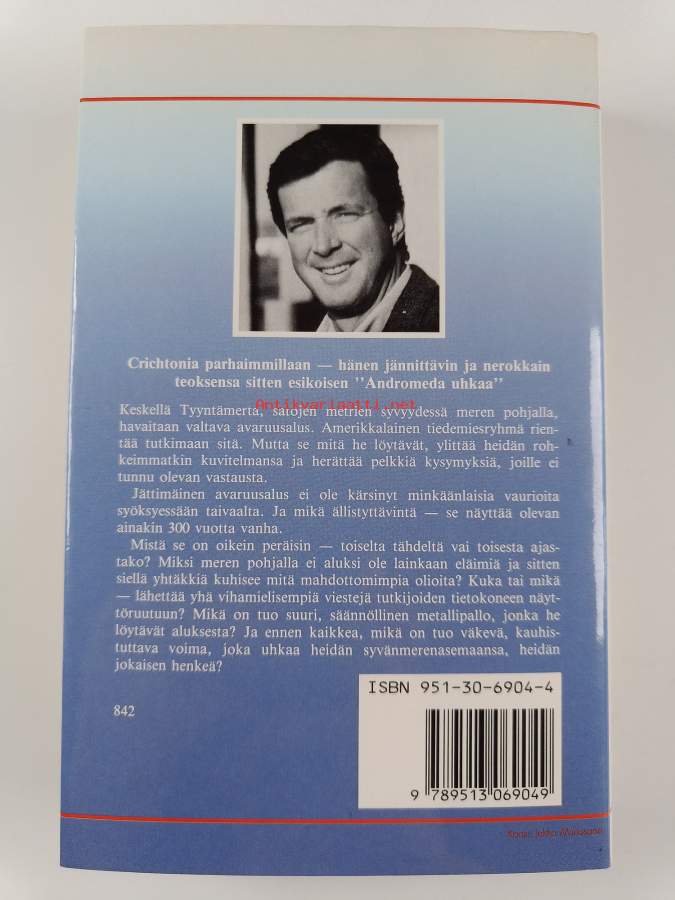 Crichtonia parhaimmillaan — hänen jännittävin ja nerokkain
teoksensa sitten esikoisen ''Andromeda uhkaa''
Antikvariaatti.net
Keskellä Tyyntämerta, satojen metrien syvyydessä meren pohjalla,
havaitaan valtava avaruusalus. Amerikkalainen tiedemiesryhmä rien-
tää tutkimaan sitä. Mutta se mitä he löytävät, ylittää heidän roh-
keimmatkin kuvitelmansa ja herättää pelkkiä kysymyksiä, joille ei
tunnu olevan vastausta.
Jättimäinen avaruusalus ei ole kärsinyt minkäänlaisia vaurioita
syöksyessään taivaalta. Ja mikä ällistyttävintä — se näyttää olevan
ainakin 300 vuotta vanha.
Mistä se on oikein peräisin — toiselta tähdeltä vai toisesta ajas-
tako? Miksi meren pohjalla ei aluksi ole lainkaan eläimiä ja sitten
siellä yhtäkkiä kuhisee mitä mahdottomimpia olioita? Kuka tai mikä
— lähettää yhä vihamielisempiä viestejä tutkijoiden tietokoneen näyt-
töruutuun? Mikä on tuo suuri, säännöllinen metallipallo, jonka he
löytävät aluksesta? Ja ennen kaikkea, mikä on tuo väkevä, kauhis-
tuttava voima, joka uhkaa heidän syvänmerenasemaansa, heidän
jokaisen henkeä?
ISBN 951-30-6904-4
842
9 789513 069049
Jukka